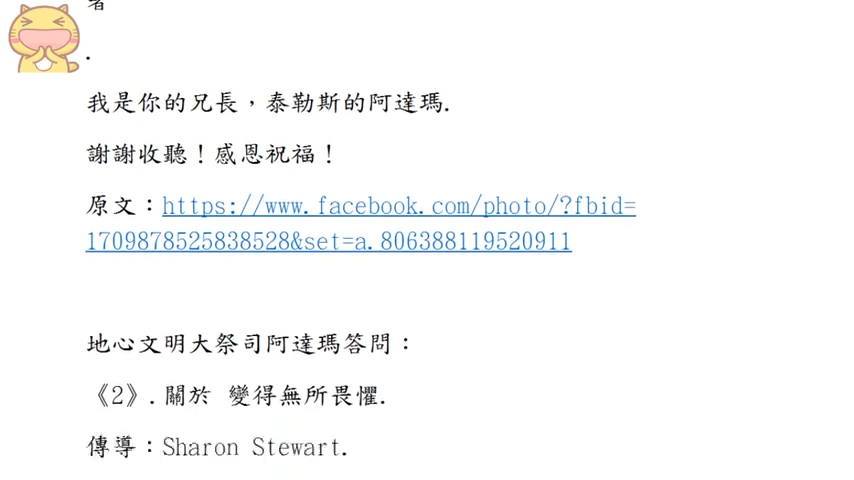 者
.
我是你的兄長，泰勒斯的阿達瑪.
謝謝收聽！感恩祝福！
原文：https://www.facebook.com/photo/?fbid=
1709878525838528&set=a.806388119520911
地心文明大祭司阿達瑪答問：
《2》.關於 變得無所畏懼.
傳導：Sharon Stewart.